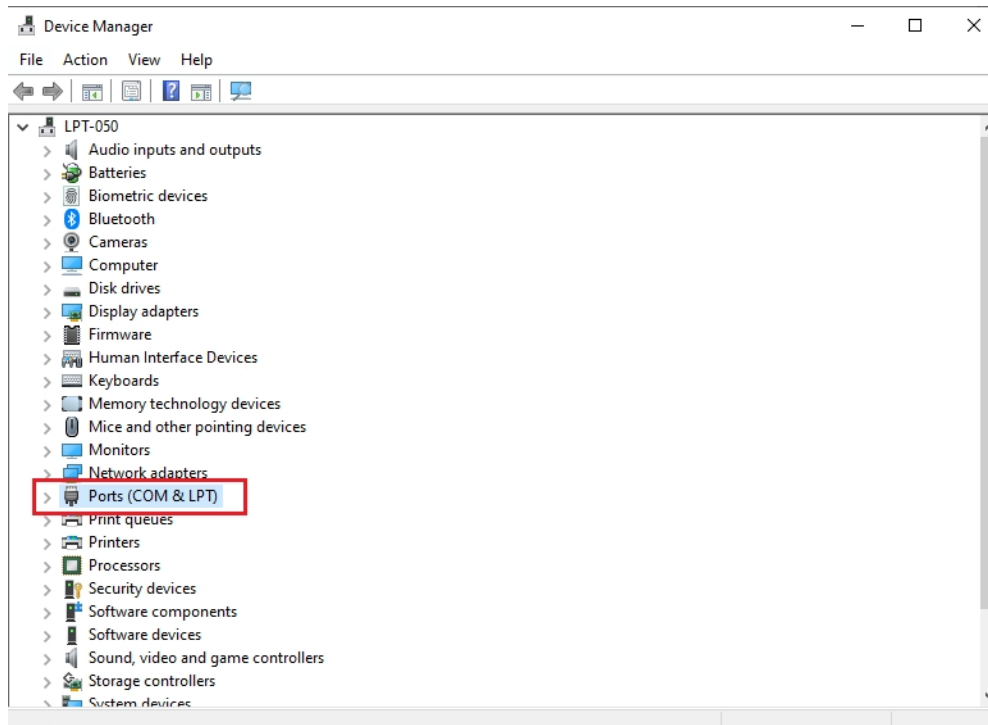 Device Manager
File Action View Help
LPT-050
Audio inputs and outputs
Batteries
Biometric devices
Bluetooth
Cameras
Computer
Disk drives
Display adapters
Firmware
Human Interface Devices
Keyboards
Memory technology devices
Mice and other pointing devices
Monitors
Network adapters
Ports (COM & LPT)
Print queues
Printers
Processors
Security devices
Software components
Software devices
Sound, video and game controllers
Storage controllers
System devices